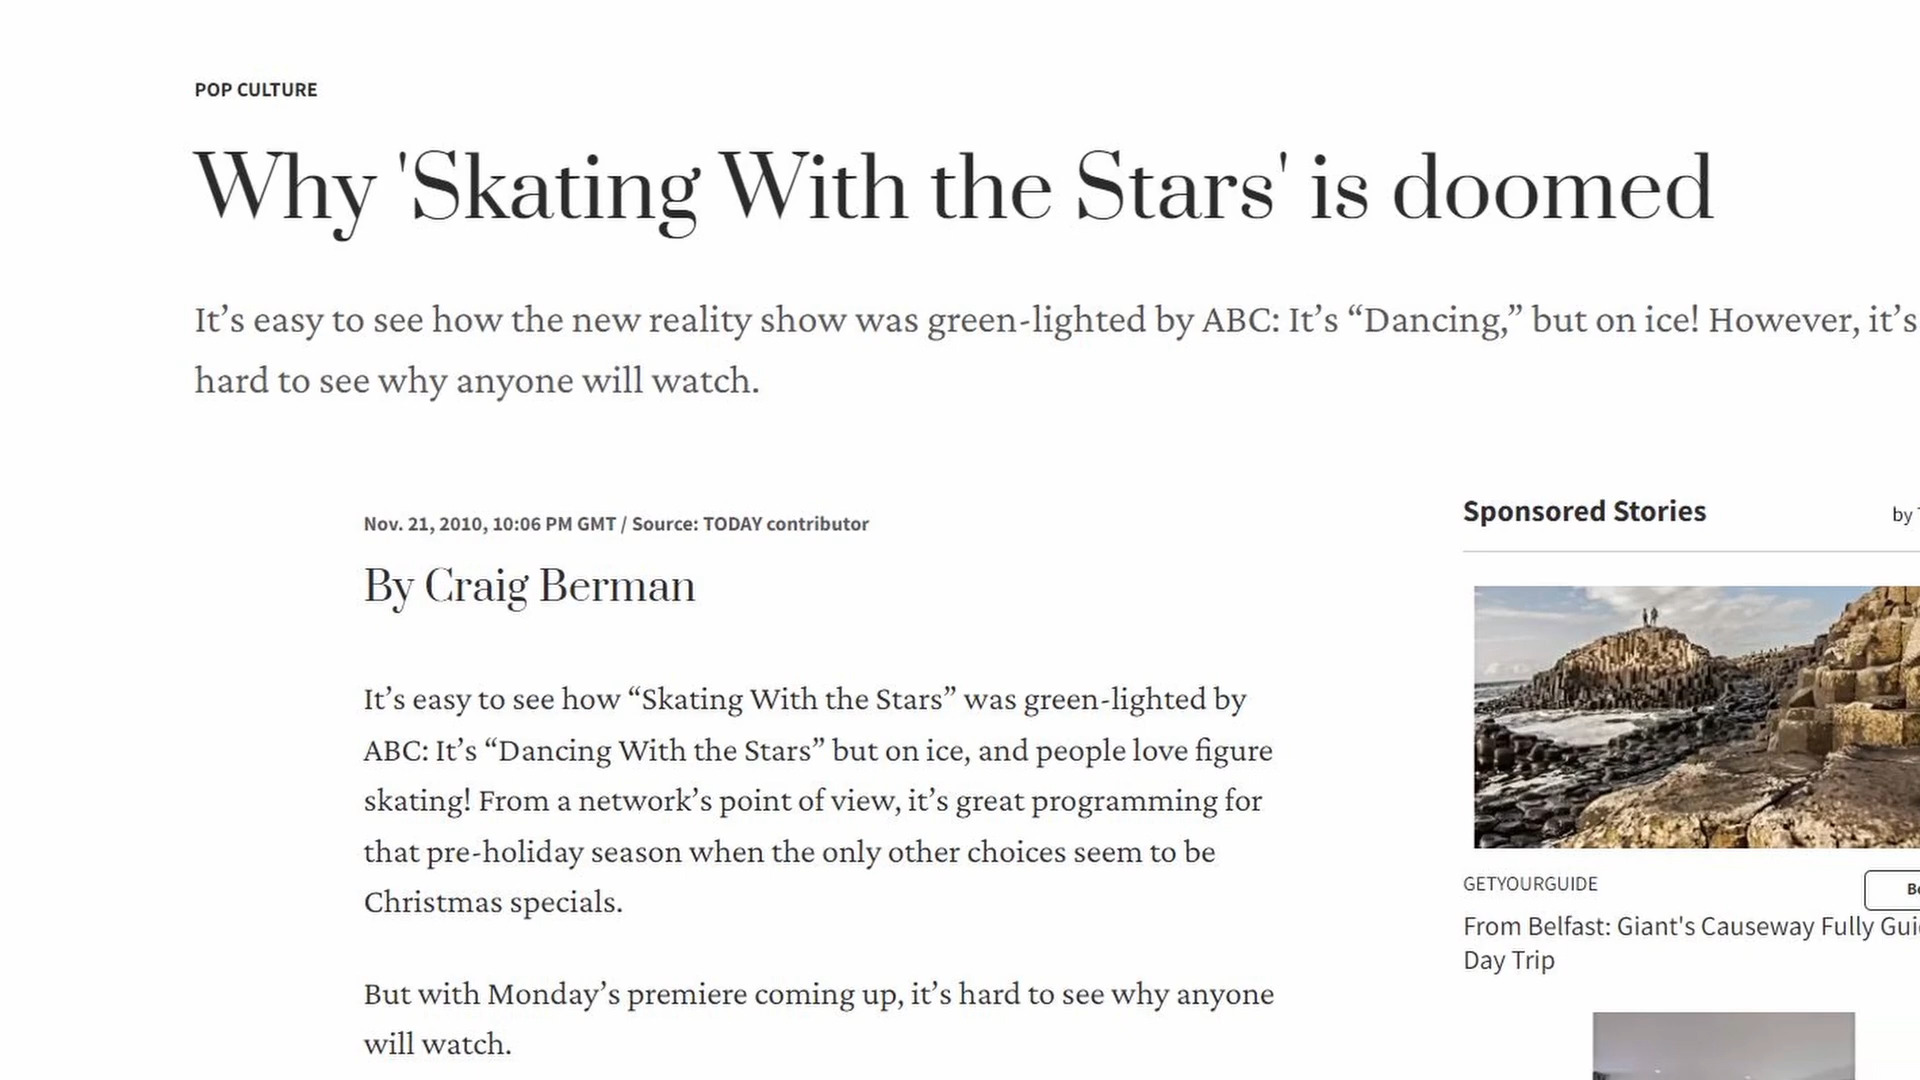 POP CULTURE
Why 'Skating With the Stars' is doomed
It’s easy to see how the new reality show was green-lighted by ABC: It’s “Dancing,” but on ice! However, it’s
hard to see why anyone will watch.
Nov. 21, 2010, 10:06 PM GMT / Source: TODAY contributor
By Craig Berman
It’s easy to see how “Skating With the Stars” was green-lighted by
ABC: It’s “Dancing With the Stars” but on ice, and people love figure
skating! From a network’s point of view, it’s great programming for
that pre-holiday season when the only other choices seem to be
Christmas specials.
But with Monday’s premiere coming up, it’s hard to see why anyone
will watch.
Sponsored Stories
by
GETYOURGUIDE
From Belfast: Giant's Causeway Fully
Day Trip